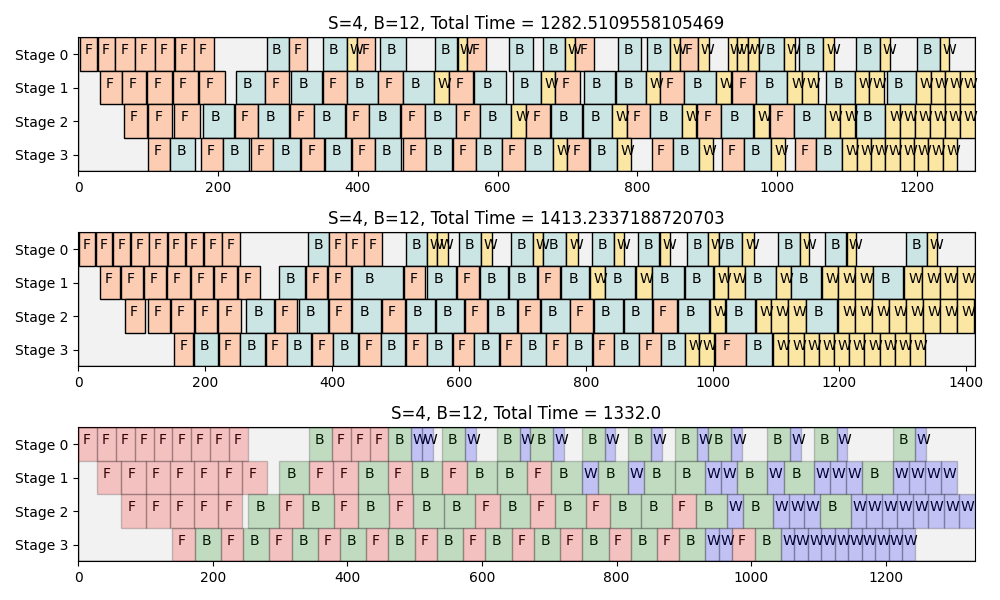 S=4, B=12, Total Time = 1282.5109558105469
Stage 0 F F F F F F F B F B W F B B W F B B W F B B W F W W W W B W B W B W
Stage 1 F F F F F B F B F B F B W F B B W F B B W F B W F B W W B W W B W W W W
Stage 2 F F F B F B F B F B F B F B W F B B W F B W F B W F B W W B W W W W W W
Stage 3 F B F B F B F B F B F B F B F B W F B W F B W F B W F B W W W W W W W W
0 200 400 600 800 1000 1200
S=4, B=12, Total Time = 1413.2337188720703
Stage 0 F F F F F F F F F B F F F B W W B W B W B W B W B W B W B W B W B W B W
Stage 1 F F F F F F F B F F B F B F B B F B W B W B B W W B W B W W W B W W W W
Stage 2 F F F F F B F B F B F B B F B F B F B B F B W B W W W B W W W W W W W W
Stage 3 F B F B F B F B F B F B F B F B F B F B F B W W F B W W W W W W W W W W
0 200 400 600 800 1000 1200 1400
S=4, B=12, Total Time = 1332.0
Stage 0 F F F F F F F F F B F F F B W W B W B W B W B W B W B W B W B W B W B W
Stage 1 F F F F F F F B F F B F B F B B F B W B W B B W W B W B W W W B W W W W
Stage 2 F F F F F B F B F B F B B F B F B F B B F B W B W W W B W W W W W W W W
Stage 3 F B F B F B F B F B F B F B F B F B F B F B W W F B W W W W W W W W W W
0 200 400 600 800 1000 1200